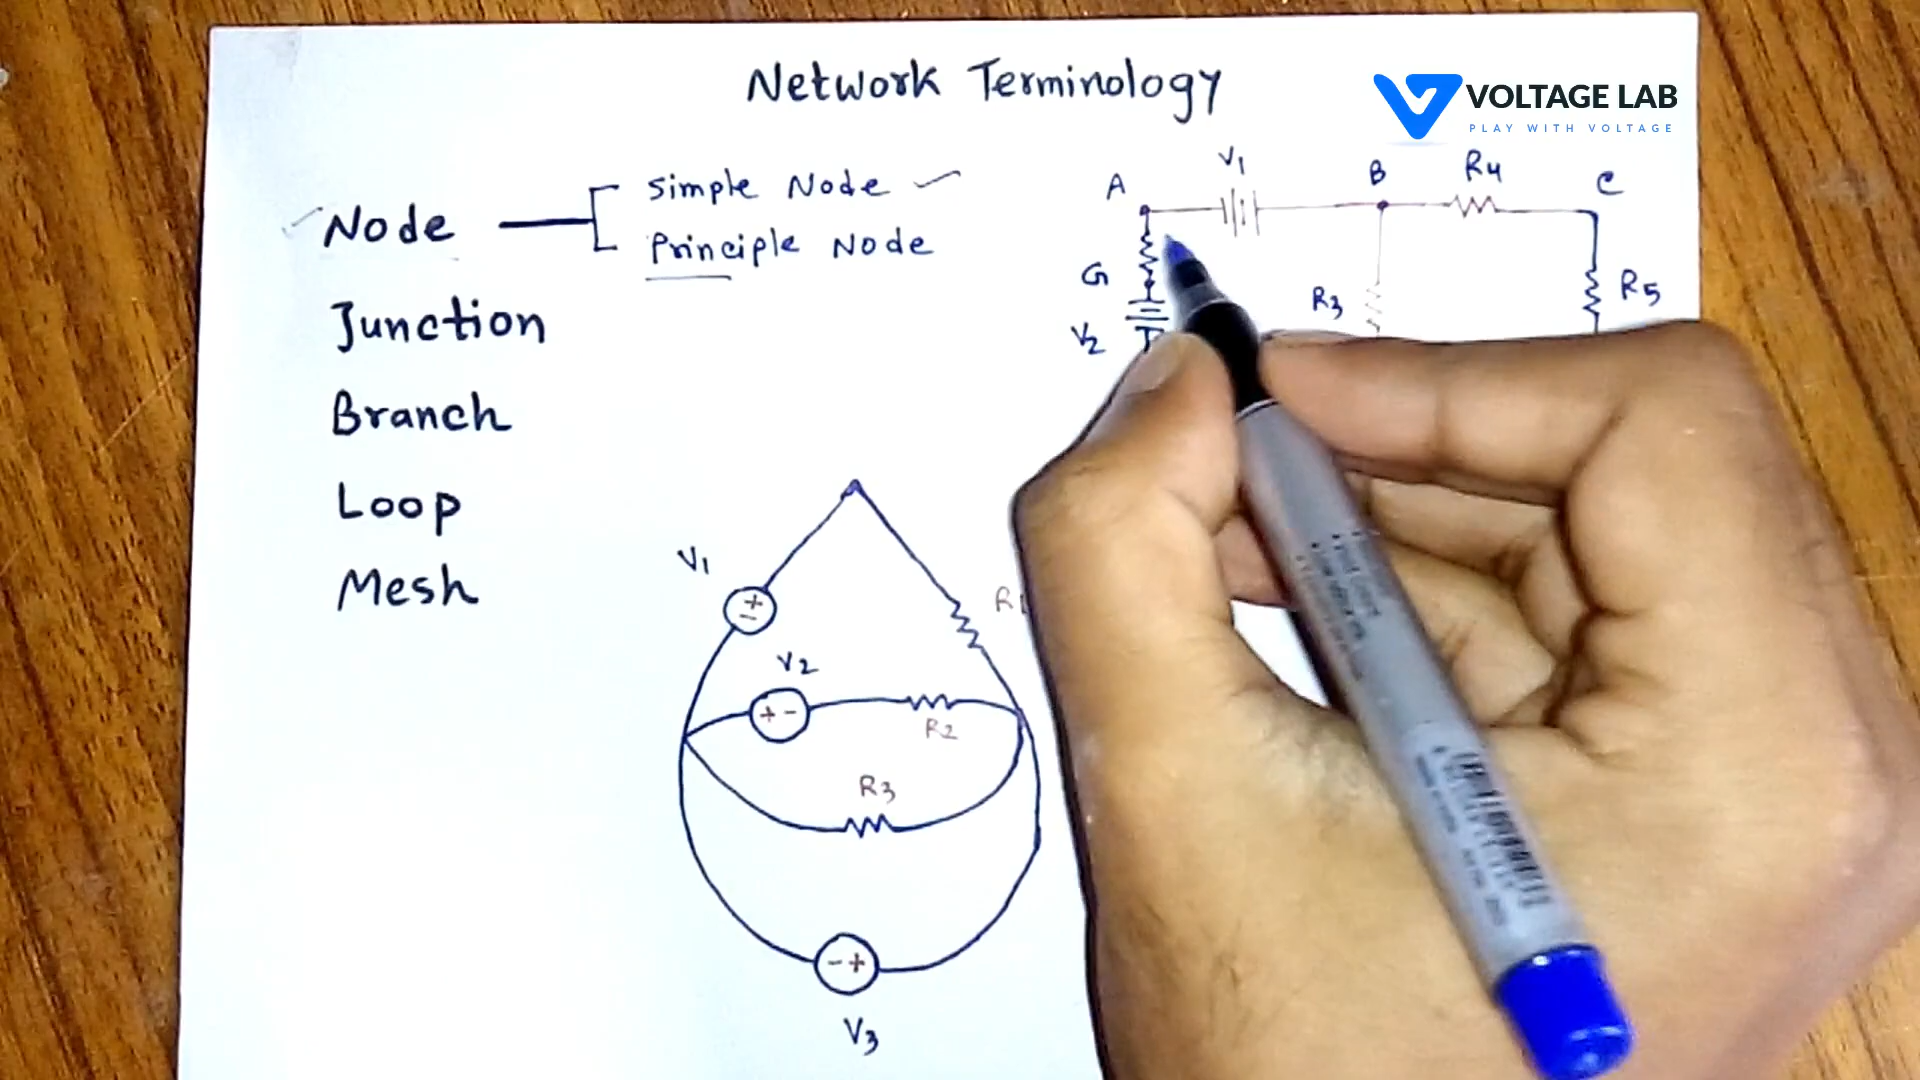 Network Terminology
VOLTAGE LAB
PLAY WITH VOLTAGE
Node
Simple Node
Principle Node
Junction
Branch
Loop
Mesh
A
V1
B
R4
C
G
V2
R3
R5
V1
R1
V2
+
-
+ -
R2
R3
- +
V3